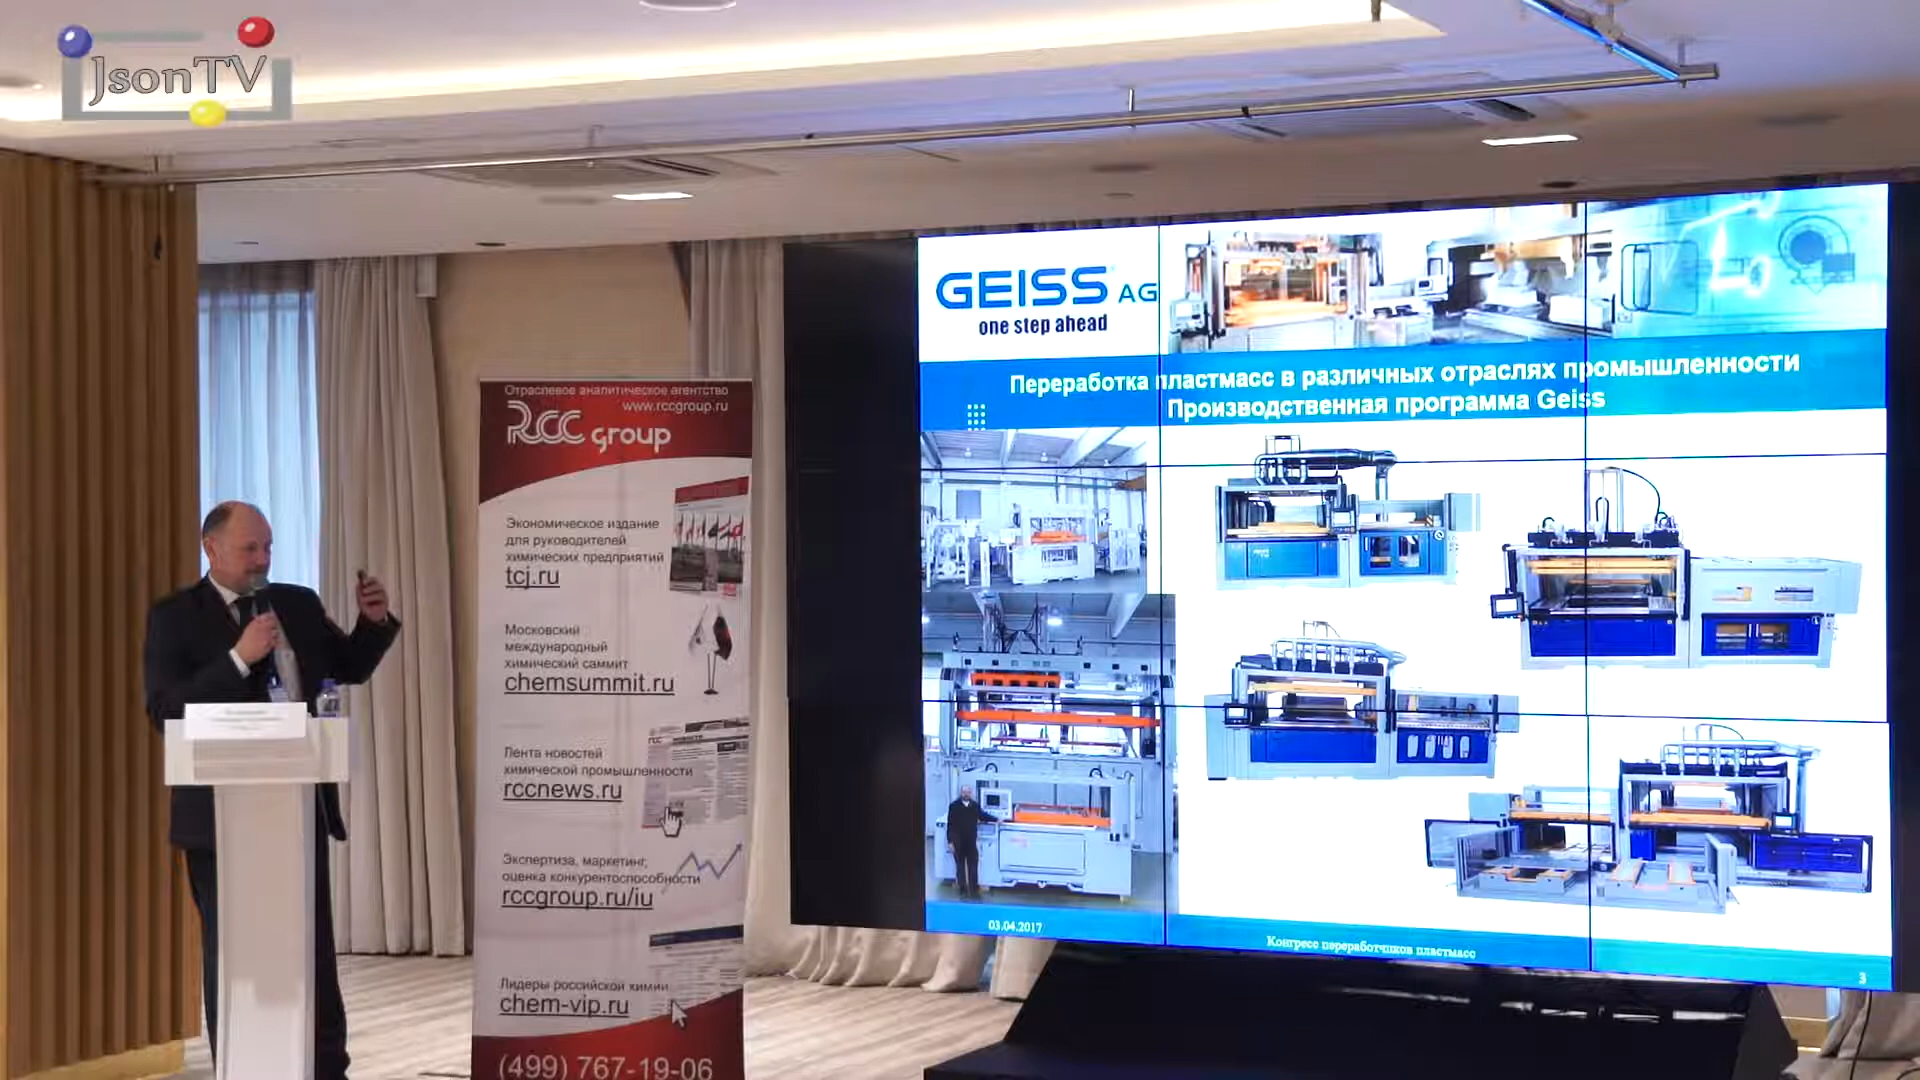 JsonTV
GEISS AG
one step ahead
Переработка пластмасс в различных отраслях промышленности
Производственная программа Geiss
03.04.2017
Конгресс переработчиков пластмасс
3
Отраслевое аналитическое агентство
www.rccgroup.ru
RCC group
Экономическое издание
для руководителей
химических предприятий
tcj.ru
Московский
международный
химический саммит
chemsummit.ru
Лента новостей
химической промышленности
rccnews.ru
Экспертиза, маркетинг,
оценка конкурентоспособности
rccgroup.ru/iu
Лидеры российской химии
chem-vip.ru
(499) 767-19-06